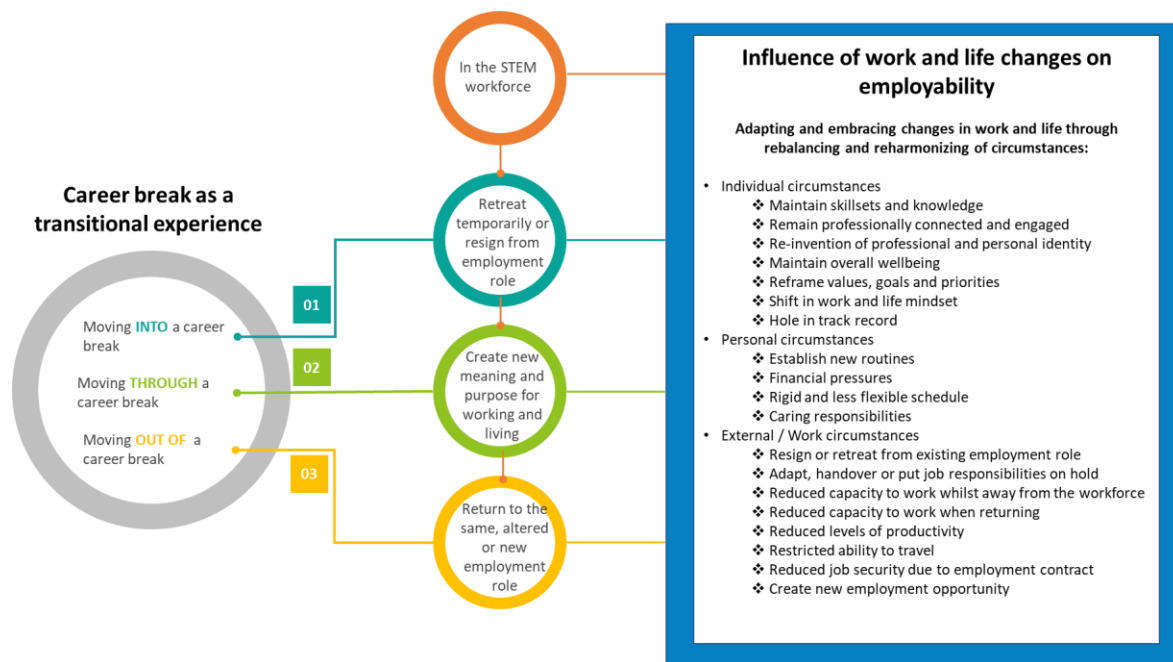 Career break as a
transitional experience
Moving INTO a career
break
Moving THROUGH a
career break
Moving OUT OF a
career break
01
02
03
In the STEM
workforce
Retreat
temporarily or
resign from
employment
role
Create new
meaning and
purpose for
working and
living
Return to the
same, altered
or new
employment
role
Influence of work and life changes on
employability
Adapting and embracing changes in work and life through
rebalancing and reharmonizing of circumstances:
• Individual circumstances
❖ Maintain skillsets and knowledge
❖ Remain professionally connected and engaged
❖ Re-invention of professional and personal identity
❖ Maintain overall wellbeing
❖ Reframe values, goals and priorities
❖ Shift in work and life mindset
❖ Hole in track record
• Personal circumstances
❖ Establish new routines
❖ Financial pressures
❖ Rigid and less flexible schedule
❖ Caring responsibilities
• External / Work circumstances
❖ Resign or retreat from existing employment role
❖ Adapt, handover or put job responsibilities on hold
❖ Reduced capacity to work whilst away from the workforce
❖ Reduced capacity to work when returning
❖ Reduced levels of productivity
❖ Restricted ability to travel
❖ Reduced job security due to employment contract
❖ Create new employment opportunity